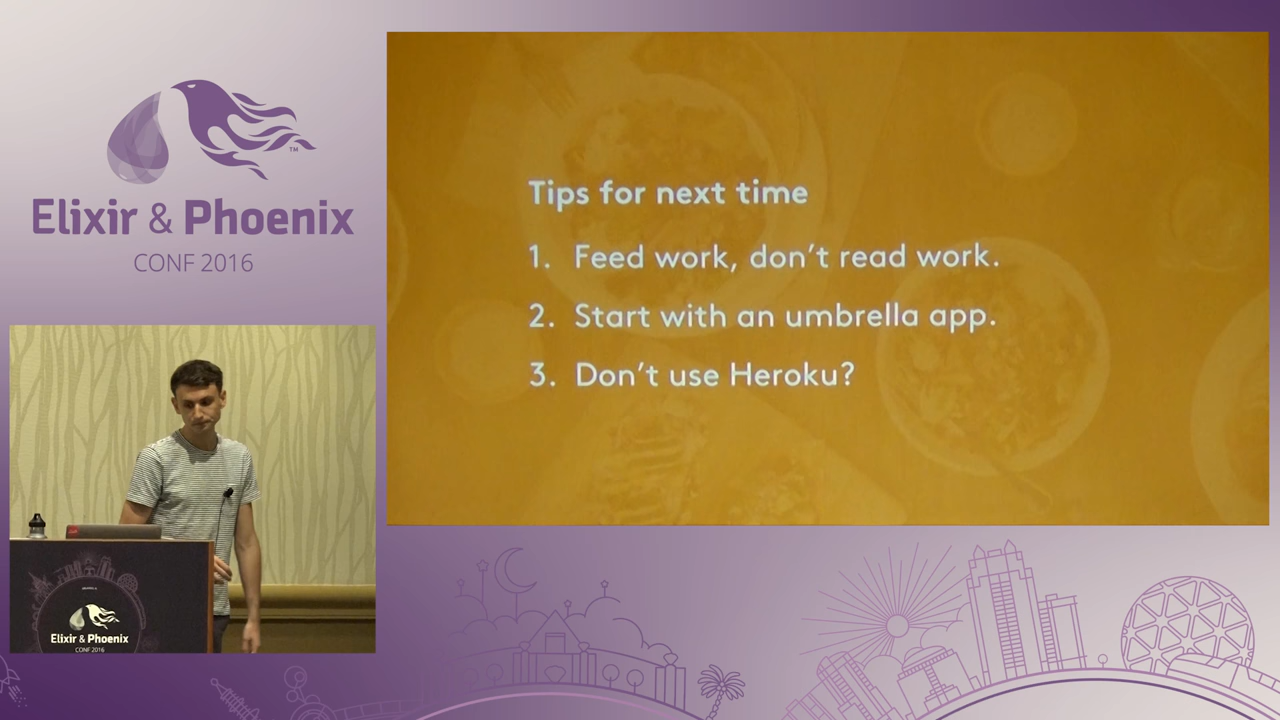 Elixir & Phoenix
TM
CONF 2016
Tips for next time
1. Feed work, don't read work.
2. Start with an umbrella app.
3. Don't use Heroku?
Elixir & Phoenix
CONF 2016